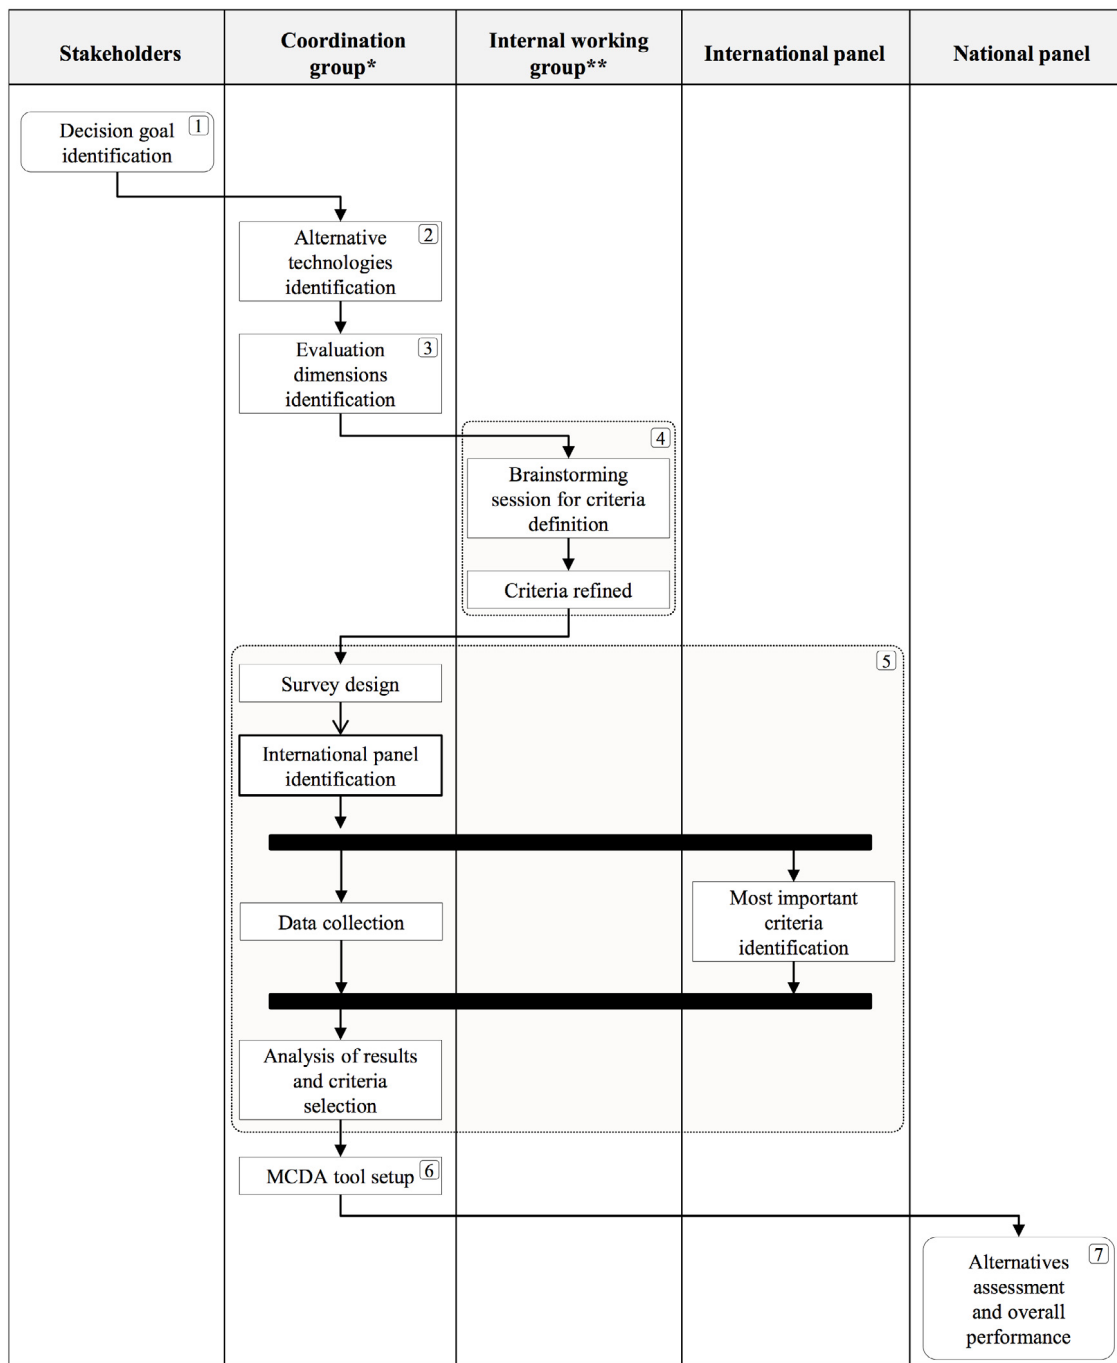 Stakeholders
Coordination
group*
Internal working
group**
International panel
National panel
1
Decision goal
identification
2
Alternative
technologies
identification
3
Evaluation
dimensions
identification
4
Brainstorming
session for criteria
definition
Criteria refined
5
Survey design
International panel
identification
Data collection
Most important
criteria
identification
Analysis of results
and criteria
selection
MCDA tool setup
6
7
Alternatives
assessment
and overall
performance